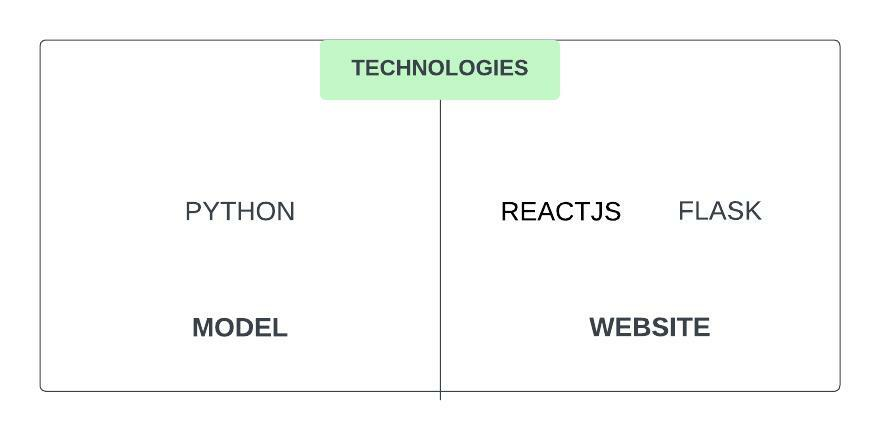 TECHNOLOGIES
PYTHON
REACTJS FLASK
MODEL
WEBSITE